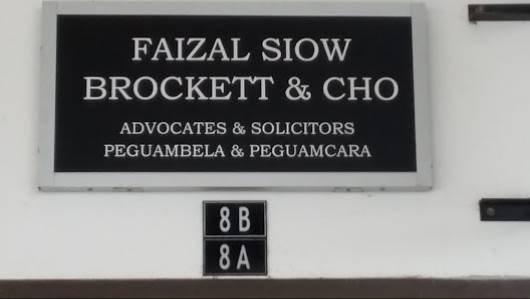 FAIZAL SIOW
BROCKETT & CHO
ADVOCATES & SOLICITORS
PEGUAMBELA & PEGUAMCARA
8B
8A